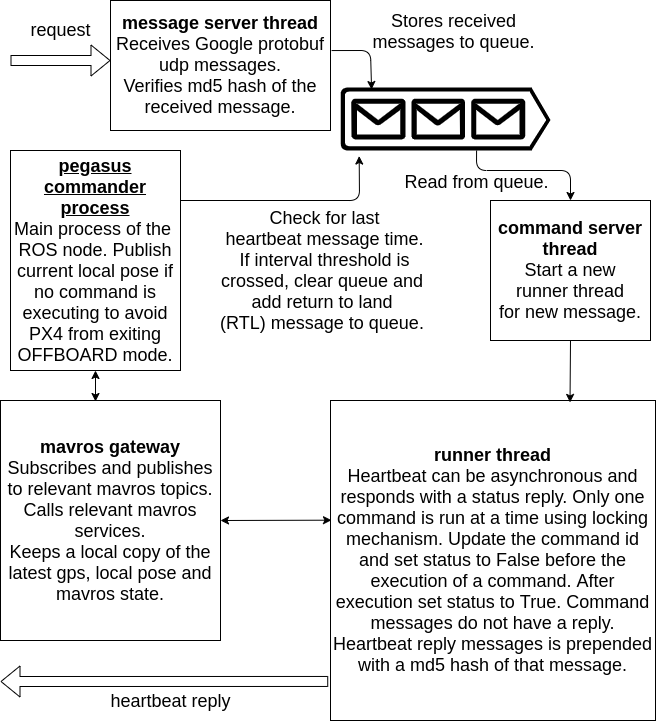 request
message server thread
Receives Google protobuf
udp messages.
Verifies md5 hash of the
received message.
Stores received
messages to queue.
Read from queue.
pegasus
commander
process
Main process of the
ROS node. Publish
current local pose if
no command is
executing to avoid
PX4 from exiting
OFFBOARD mode.
Check for last
heartbeat message time.
If interval threshold is
crossed, clear queue and
add return to land
(RTL) message to queue.
command server
thread
Start a new
runner thread
for new message.
mavros gateway
Subscribes and publishes
to relevant mavros topics.
Calls relevant mavros
services.
Keeps a local copy of the
latest gps, local pose and
mavros state.
runner thread
Heartbeat can be asynchronous and
responds with a status reply. Only one
command is run at a time using locking
mechanism. Update the command id
and set status to False before the
execution of a command. After
execution set status to True. Command
messages do not have a reply.
Heartbeat reply messages is prepended
with a md5 hash of that message.
heartbeat reply